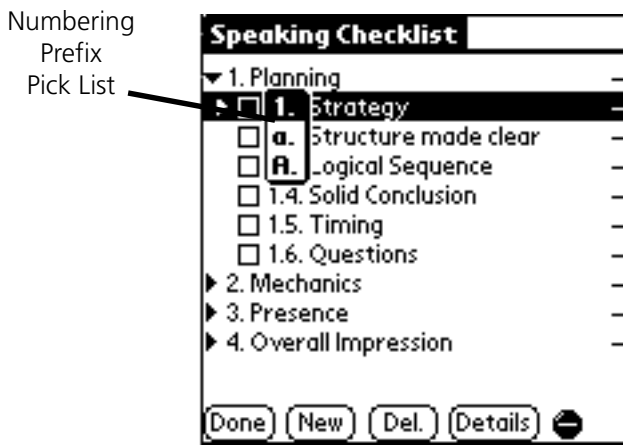 Numbering
Prefix
Pick List
Speaking Checklist
1. Planning
1. Strategy
a. Structure made clear
A. Logical Sequence
1.4. Solid Conclusion
1.5. Timing
1.6. Questions
2. Mechanics
3. Presence
4. Overall Impression
Done New Del. Details